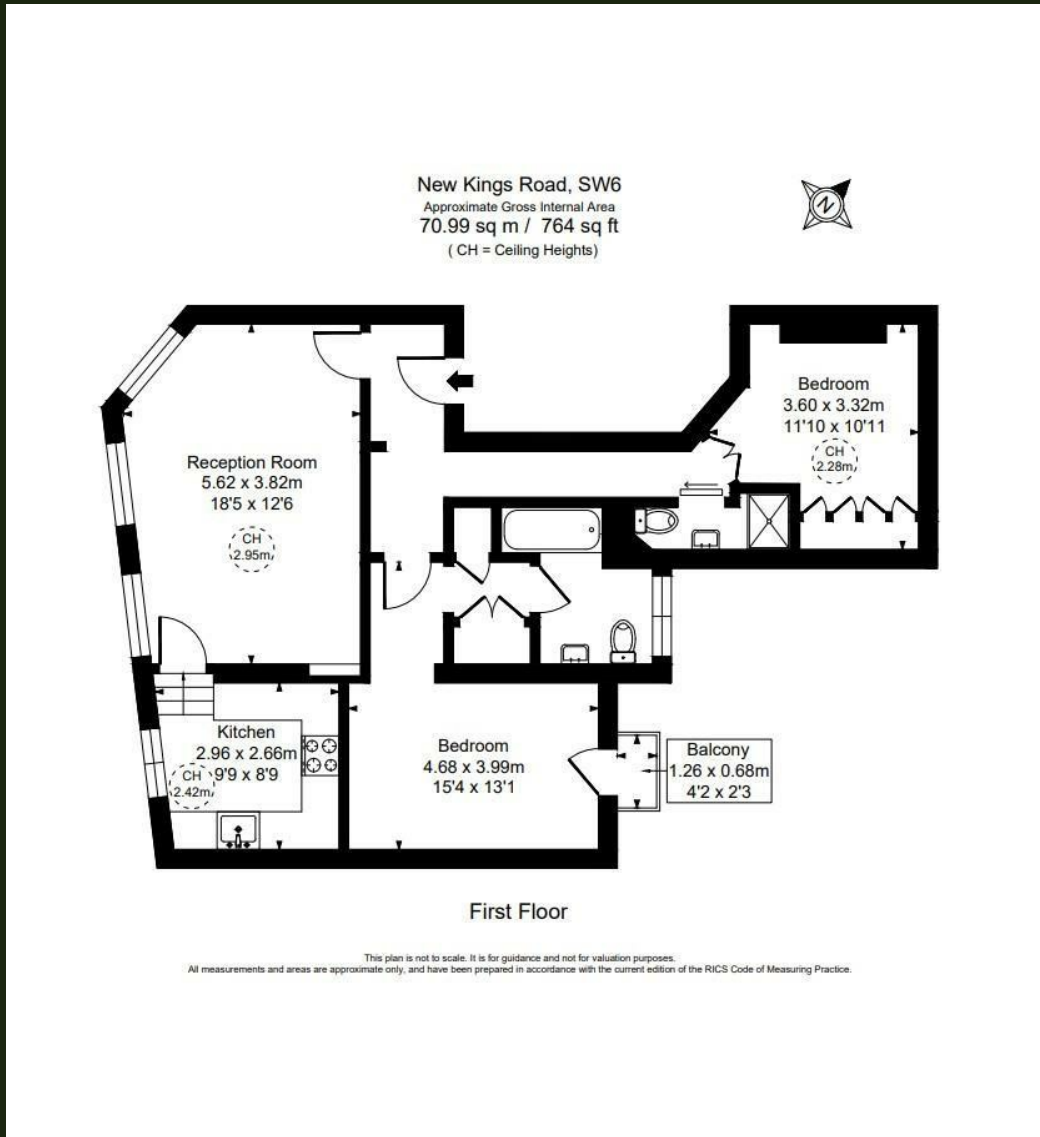 New Kings Road, SW6
Approximate Gross Internal Area
70.99 sq m / 764 sq ft
( CH = Ceiling Heights)
N
Bedroom
3.60 x 3.32m
11'10 x 10'11
CH
2.28m
Reception Room
5.62 x 3.82m
18'5 x 12'6
CH
2.95m
Kitchen
2.96 x 2.66m
9'9 x 8'9
CH
2.42m
Bedroom
4.68 x 3.99m
15'4 x 13'1
Balcony
1.26 x 0.68m
4'2 x 2'3
First Floor
This plan is not to scale. It is for guidance and not for valuation purposes.
All measurements and areas are approximate only, and have been prepared in accordance with the current edition of the RICS Code of Measuring Practice.